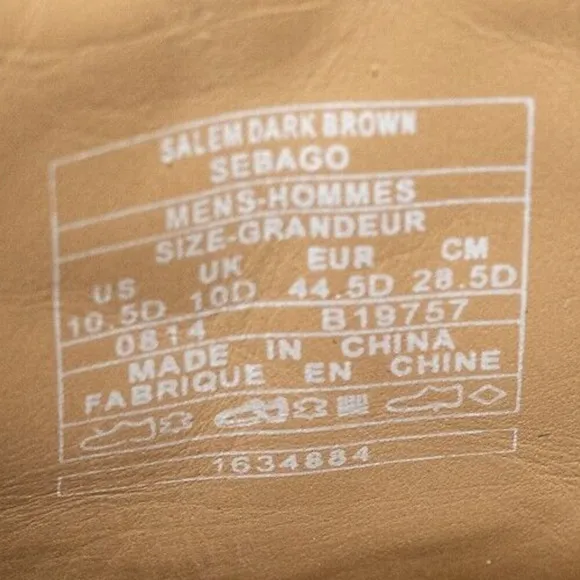 SALEM DARK BROWN
SEBAGO
MENS-HOMMES
SIZE-GRANDEUR
US UK EUR CM
10.5D 10D 44.5D 28.5D
0814 B19757
MADE IN CHINA
FABRIQUE EN CHINE
1634884